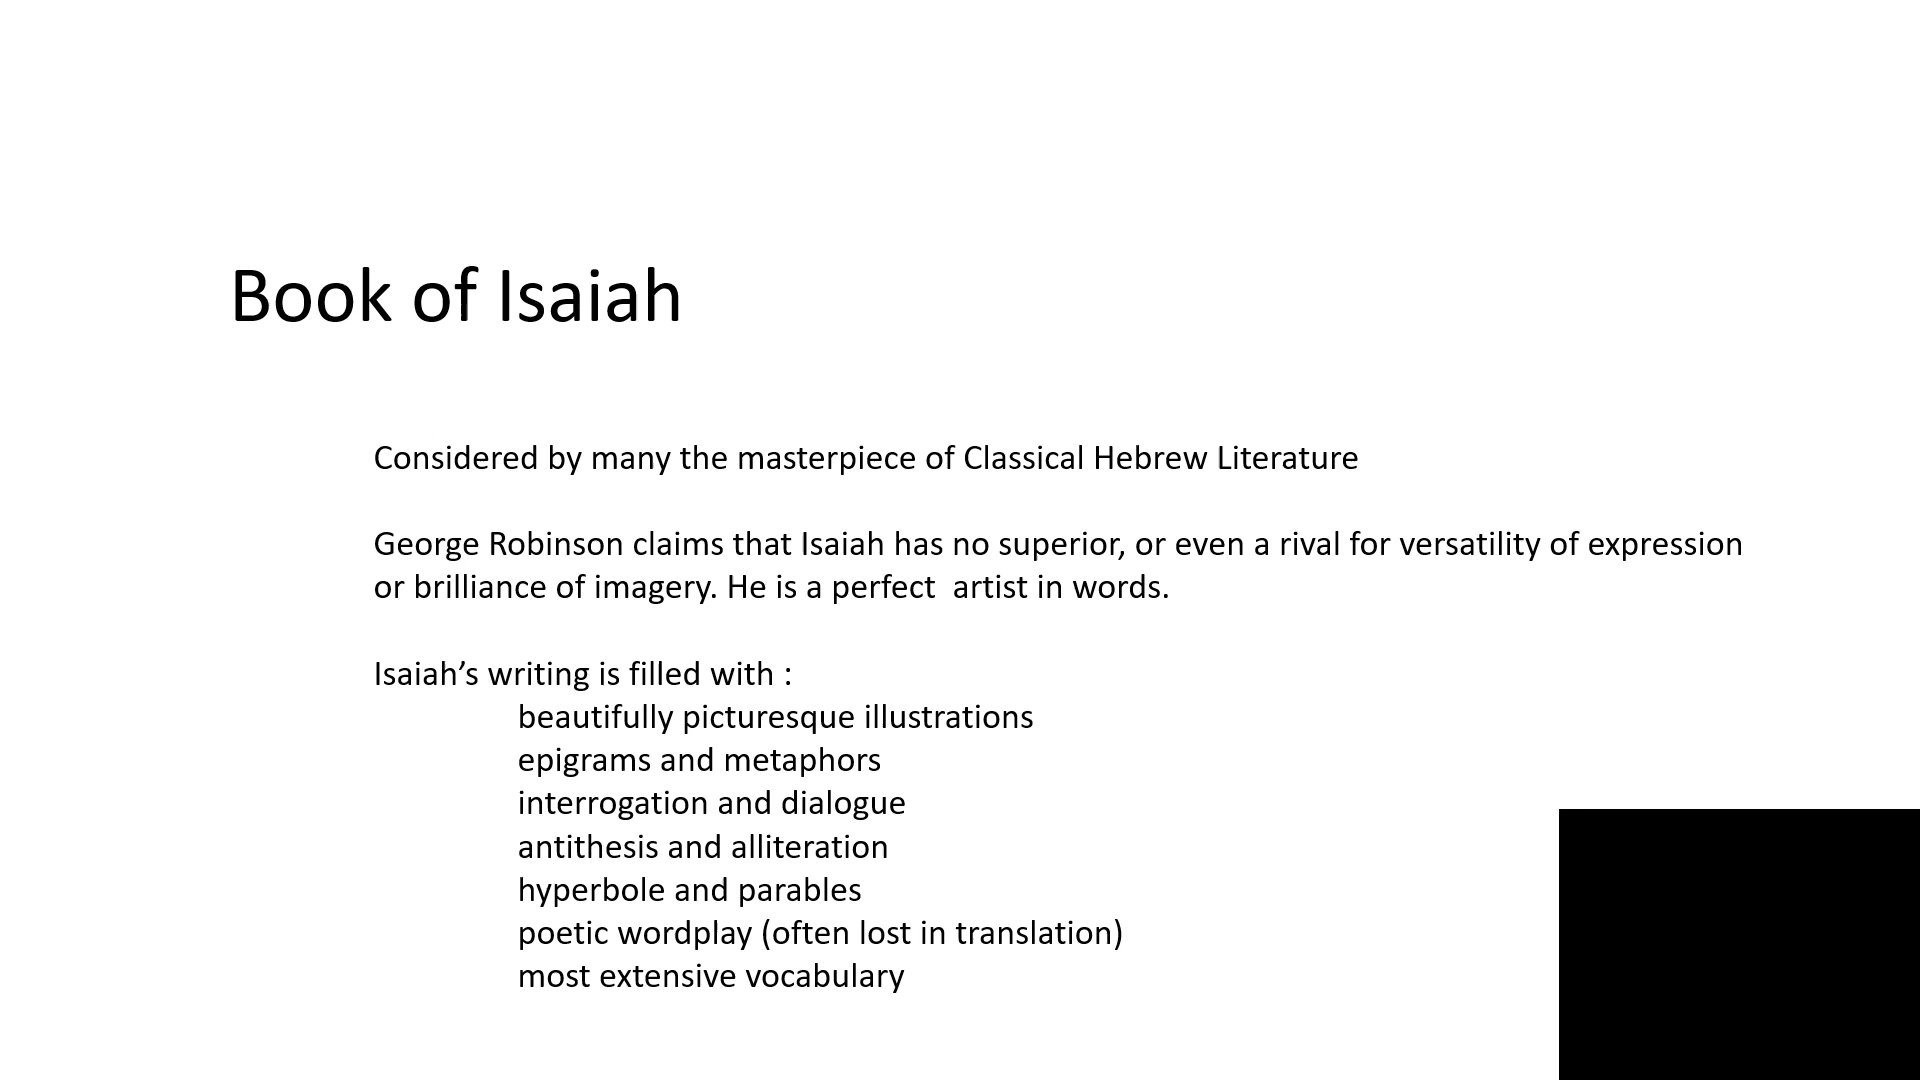 Book of Isaiah
Considered by many the masterpiece of Classical Hebrew Literature
George Robinson claims that Isaiah has no superior, or even a rival for versatility of expression
or brilliance of imagery. He is a perfect  artist in words.
Isaiah’s writing is filled with :
beautifully picturesque illustrations
epigrams and metaphors
interrogation and dialogue
antithesis and alliteration
hyperbole and parables
poetic wordplay (often lost in translation)
most extensive vocabulary